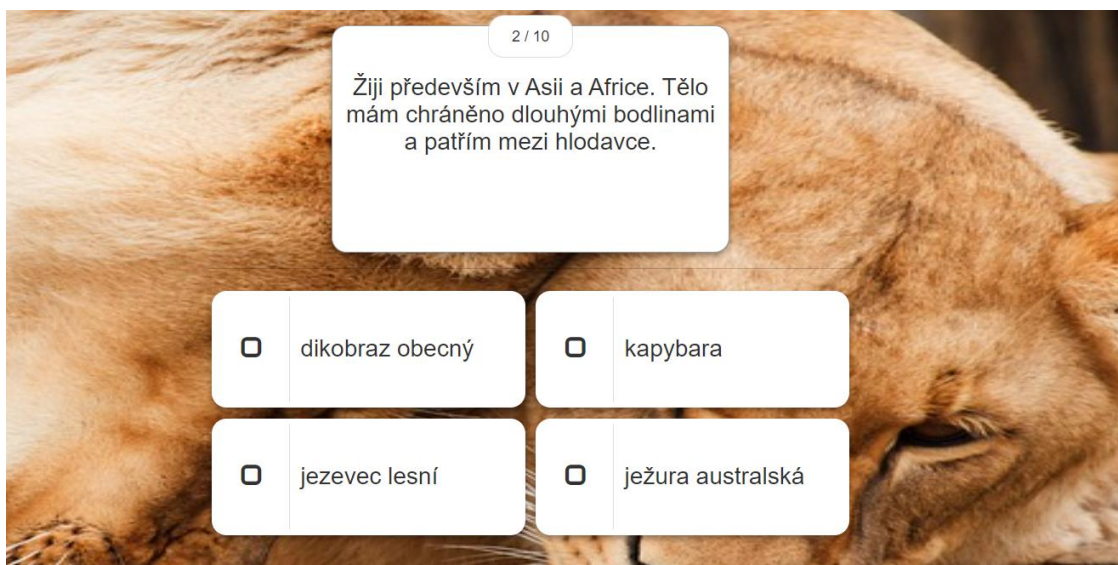 2 / 10
Žiji především v Asii a Africe. Tělo
mám chráněno dlouhými bodlinami
a patřím mezi hlodavce.
dikobraz obecný
kapybara
jezevec lesní
ježura australská